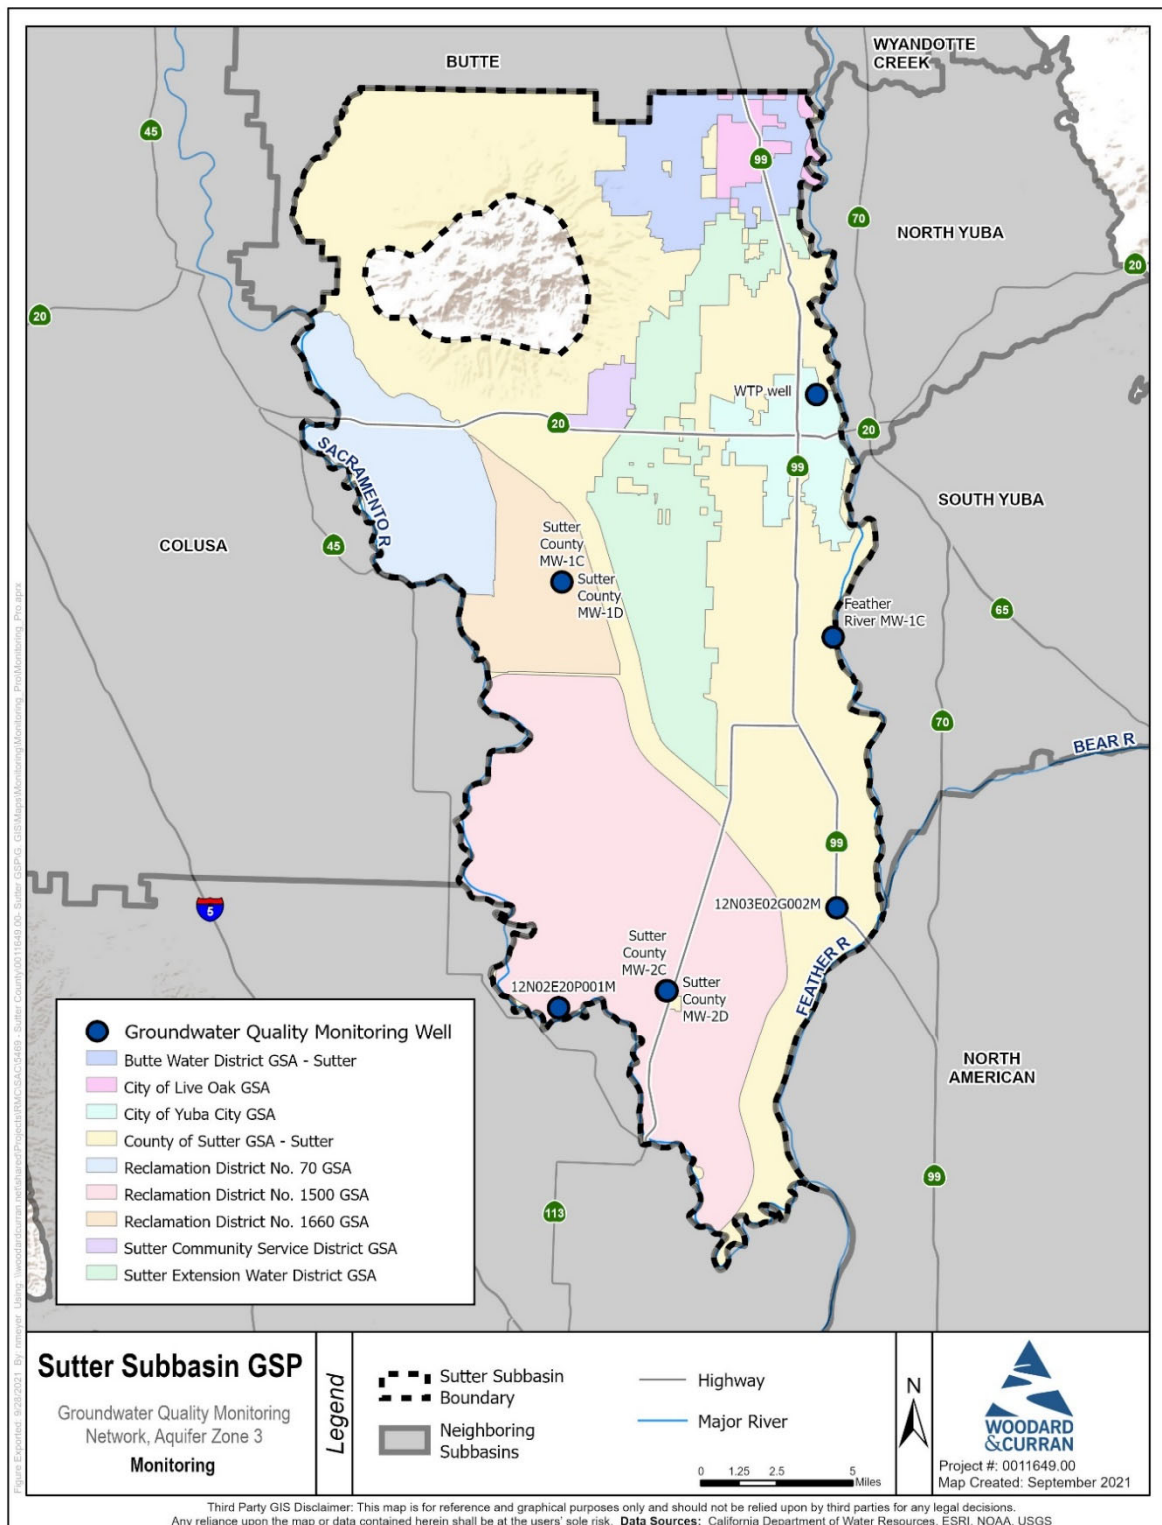 BUTTE
WYANDOTTE
CREEK
45
99
70
NORTH YUBA
20
20
WTP well
20
20
SACRAMENTO R
99
SOUTH YUBA
COLUSA
45
Sutter
County
MW-1C
Sutter
County
MW-1D
Feather
River MW-1C
65
70
BEAR R
99
5
12N03E02G002M
Sutter
County
MW-2C
Sutter
County
MW-2D
FEATHER R
12N02E20P001M
NORTH
AMERICAN
99
113
Groundwater Quality Monitoring Well
Butte Water District GSA - Sutter
City of Live Oak GSA
City of Yuba City GSA
County of Sutter GSA - Sutter
Reclamation District No. 70 GSA
Reclamation District No. 1500 GSA
Reclamation District No. 1660 GSA
Sutter Community Service District GSA
Sutter Extension Water District GSA
Sutter Subbasin GSP
Groundwater Quality Monitoring
Network, Aquifer Zone 3
Monitoring
Legend
Sutter Subbasin
Boundary
Neighboring
Subbasins
Highway
Major River
0 1.25 2.5 5
Miles
N
WOODARD
&CURRAN
Project #: 0011649.00
Map Created: September 2021
Third Party GIS Disclaimer: This map is for reference and graphical purposes only and should not be relied upon by third parties for any legal decisions.
Any reliance upon the map or data contained herein shall be at the users' sole risk. Data Sources: California Department of Water Resources, ESRI, NOAA, USGS
Figure Exported: 9/28/2021 By: nmeyer Using: